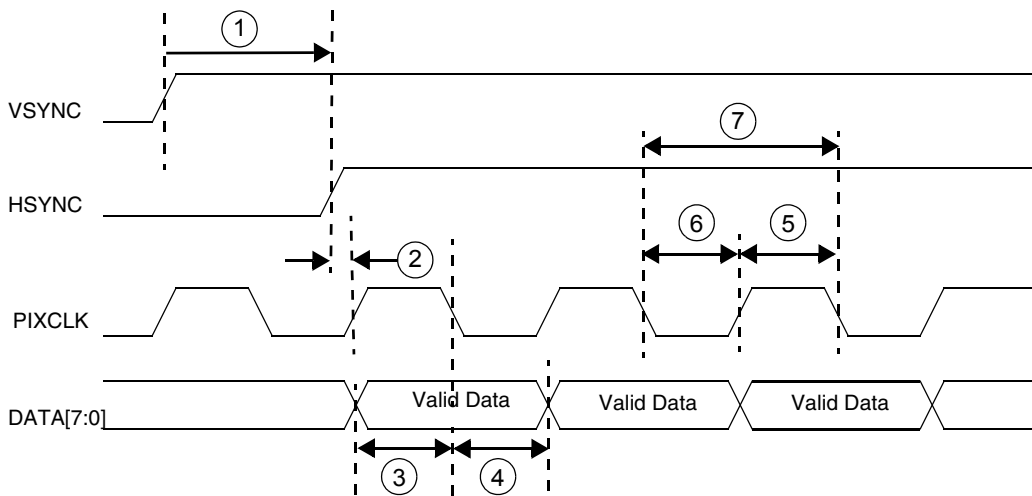 1
VSYNC
7
HSYNC
6 5
2
PIXCLK
Valid Data Valid Data Valid Data
DATA[7:0]
3 4